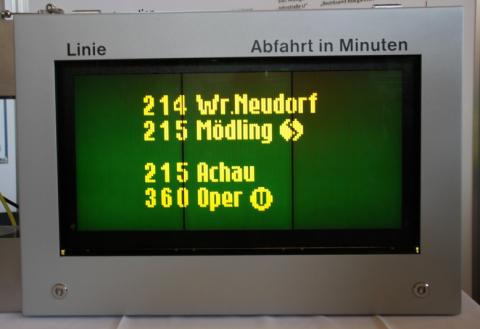 Linie Abfahrt in Minuten
214 Wr.Neudorf
215 Mödling
215 Achau
360 Oper U